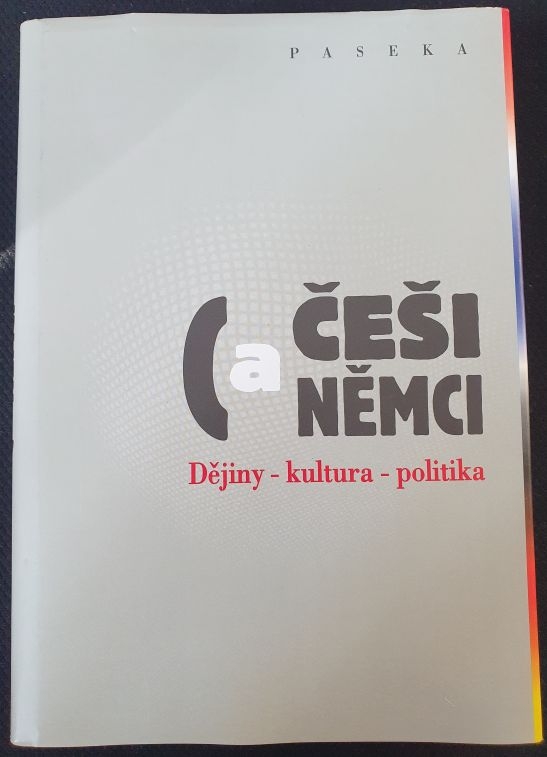 PASEKA
ČEŠI
a
NĚMCI
Dějiny - kultura - politika